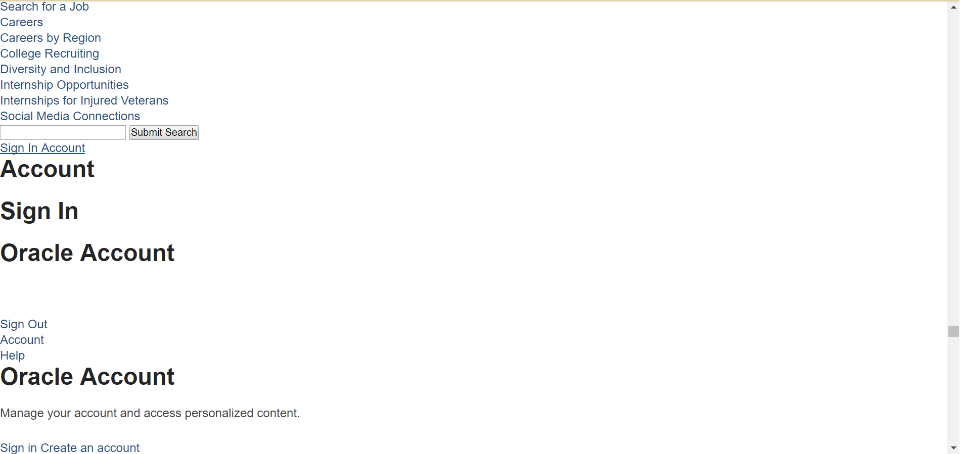 Search for a Job
Careers
Careers by Region
College Recruiting
Diversity and Inclusion
Internship Opportunities
Internships for Injured Veterans
Social Media Connections
Submit Search
Sign In Account
Account
Sign In
Oracle Account
Sign Out
Account
Help
Oracle Account
Manage your account and access personalized content.
Sign in Create an account